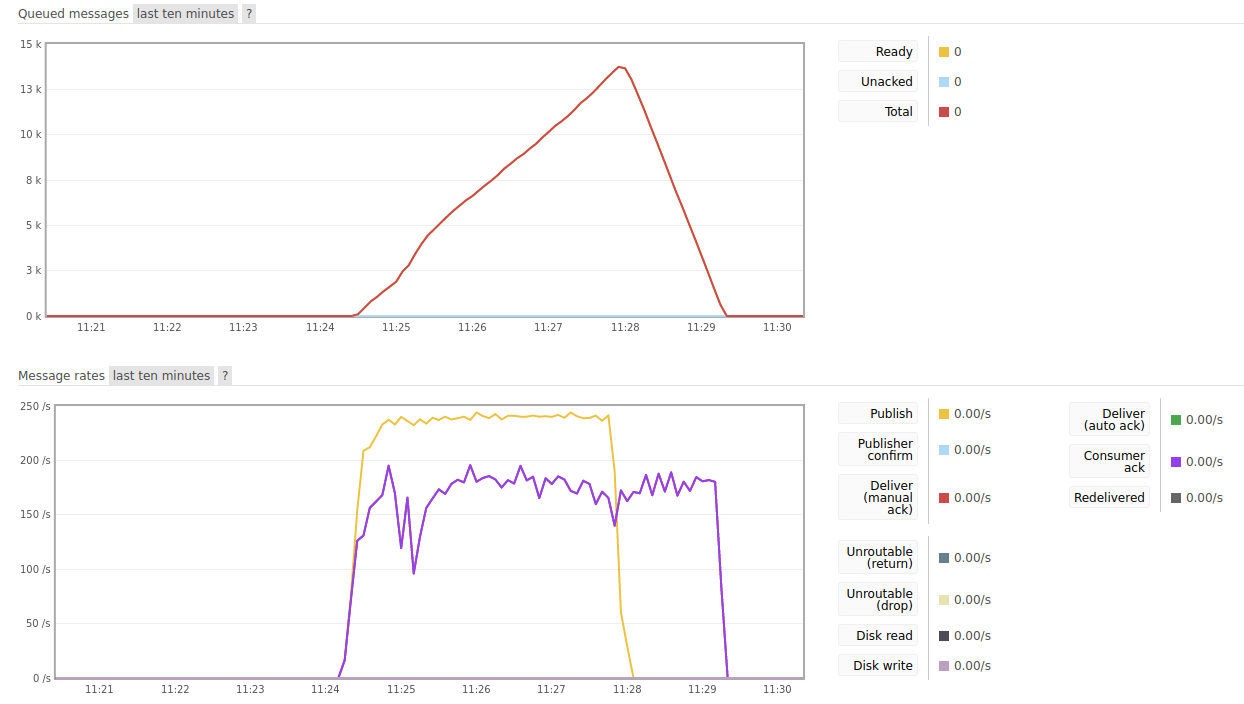 Queued messages last ten minutes ?
15 k
13 k
10 k
8 k
5 k
3 k
0 k
11:21 11:22 11:23 11:24 11:25 11:26 11:27 11:28 11:29 11:30
Ready 0
Unacked 0
Total 0
Message rates last ten minutes ?
250 /s
200 /s
150 /s
100 /s
50 /s
0 /s
11:21 11:22 11:23 11:24 11:25 11:26 11:27 11:28 11:29 11:30
Publish 0.00/s
Publisher
confirm 0.00/s
Deliver
(manual
ack) 0.00/s
Deliver
(auto ack) 0.00/s
Consumer
ack 0.00/s
Redelivered 0.00/s
Unroutable
(return) 0.00/s
Unroutable
(drop) 0.00/s
Disk read 0.00/s
Disk write 0.00/s